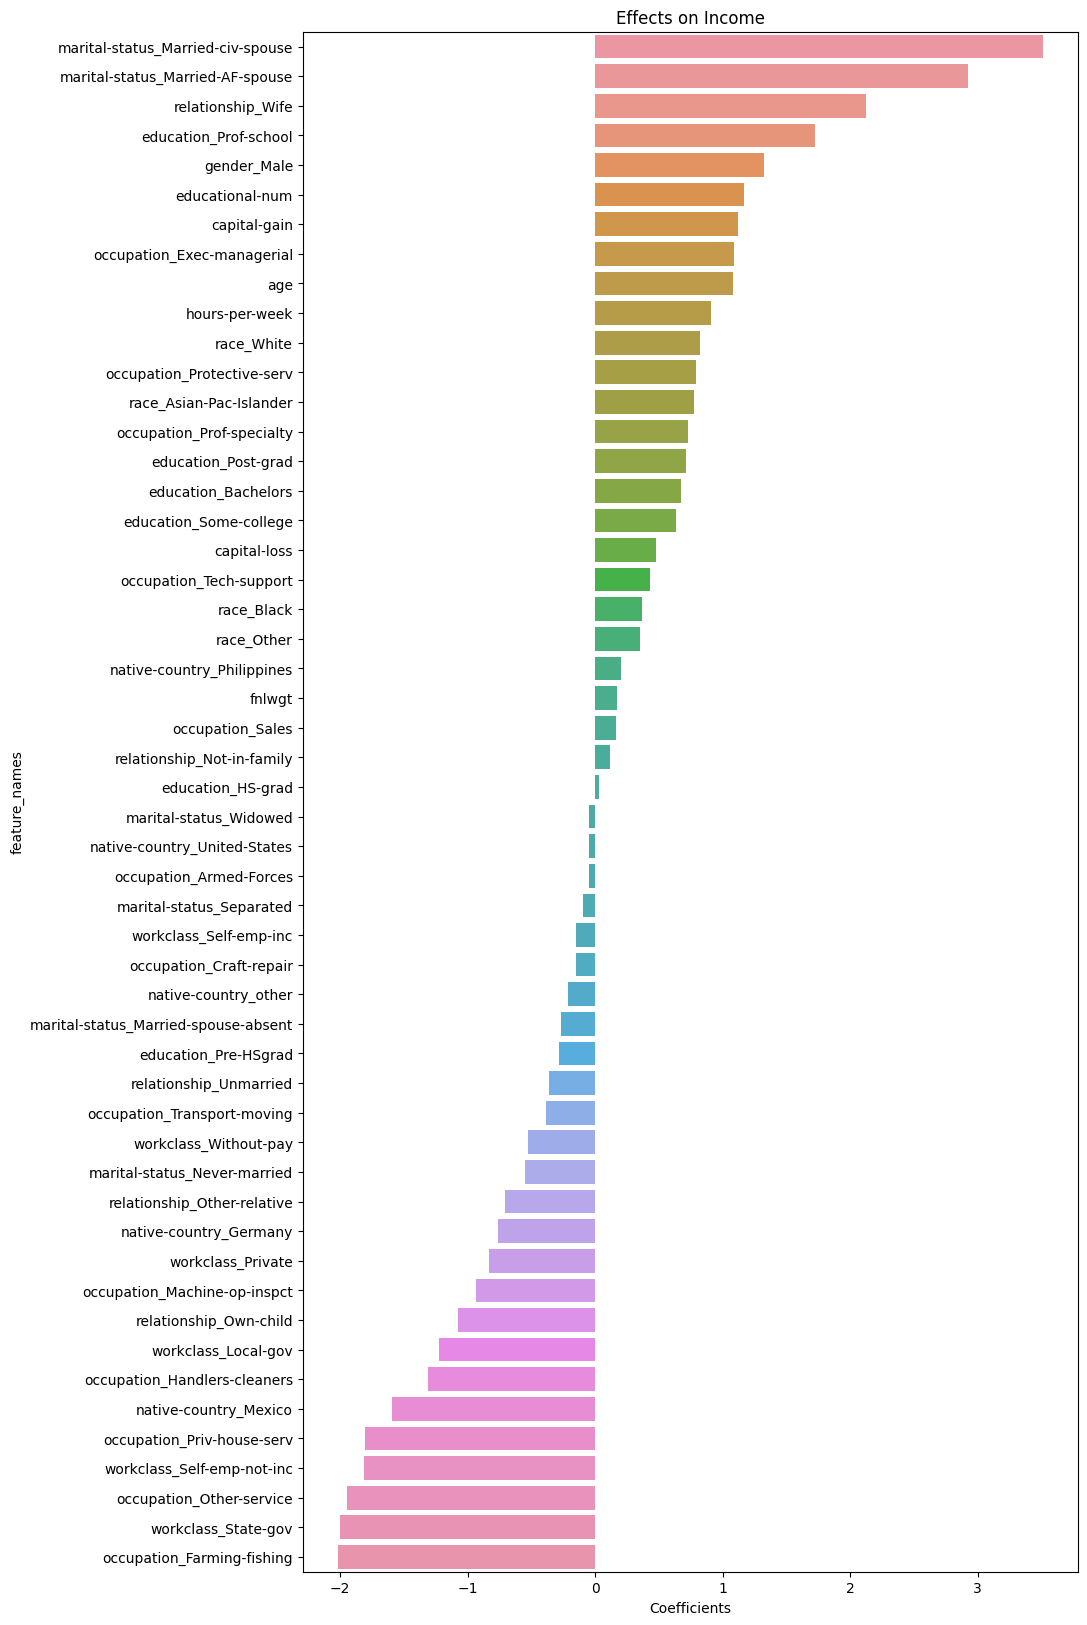 Effects on Income
marital-status_Married-civ-spouse
marital-status_Married-AF-spouse
relationship_Wife
education_Prof-school
gender_Male
educational-num
capital-gain
occupation_Exec-managerial
age
hours-per-week
race_White
occupation_Protective-serv
race_Asian-Pac-Islander
occupation_Prof-specialty
education_Post-grad
education_Bachelors
education_Some-college
capital-loss
occupation_Tech-support
race_Black
race_Other
native-country_Philippines
fnlwgt
occupation_Sales
relationship_Not-in-family
education_HS-grad
marital-status_Widowed
native-country_United-States
occupation_Armed-Forces
marital-status_Separated
workclass_Self-emp-inc
occupation_Craft-repair
native-country_other
marital-status_Married-spouse-absent
education_Pre-HSgrad
relationship_Unmarried
occupation_Transport-moving
workclass_Without-pay
marital-status_Never-married
relationship_Other-relative
native-country_Germany
workclass_Private
occupation_Machine-op-inspct
relationship_Own-child
workclass_Local-gov
occupation_Handlers-cleaners
native-country_Mexico
occupation_Priv-house-serv
workclass_Self-emp-not-inc
occupation_Other-service
workclass_State-gov
occupation_Farming-fishing
feature_names
−2 −1 0 1 2 3
Coefficients